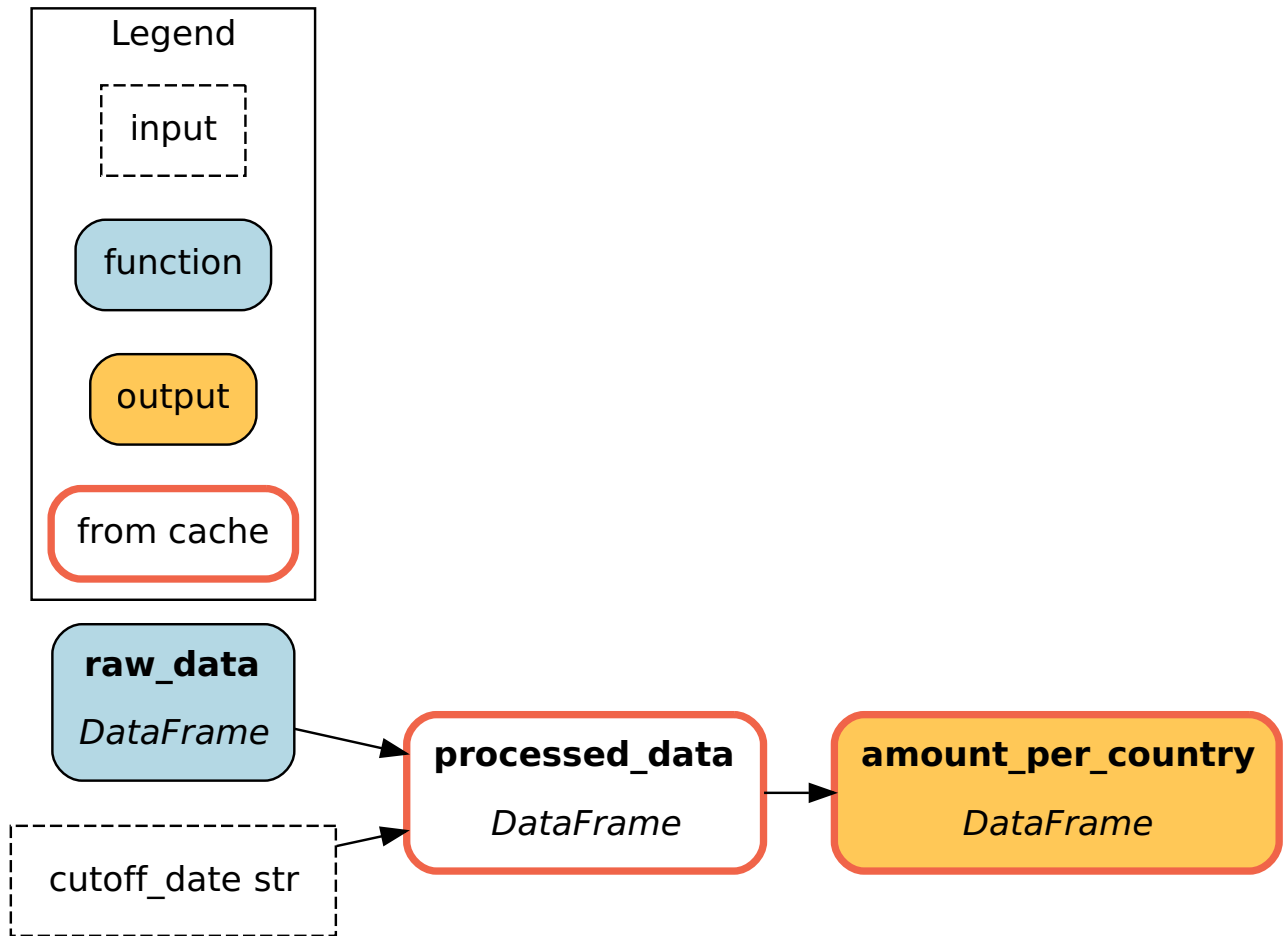 Legend
input
function
output
from cache
raw_data
DataFrame
cutoff_date str
processed_data
DataFrame
amount_per_country
DataFrame